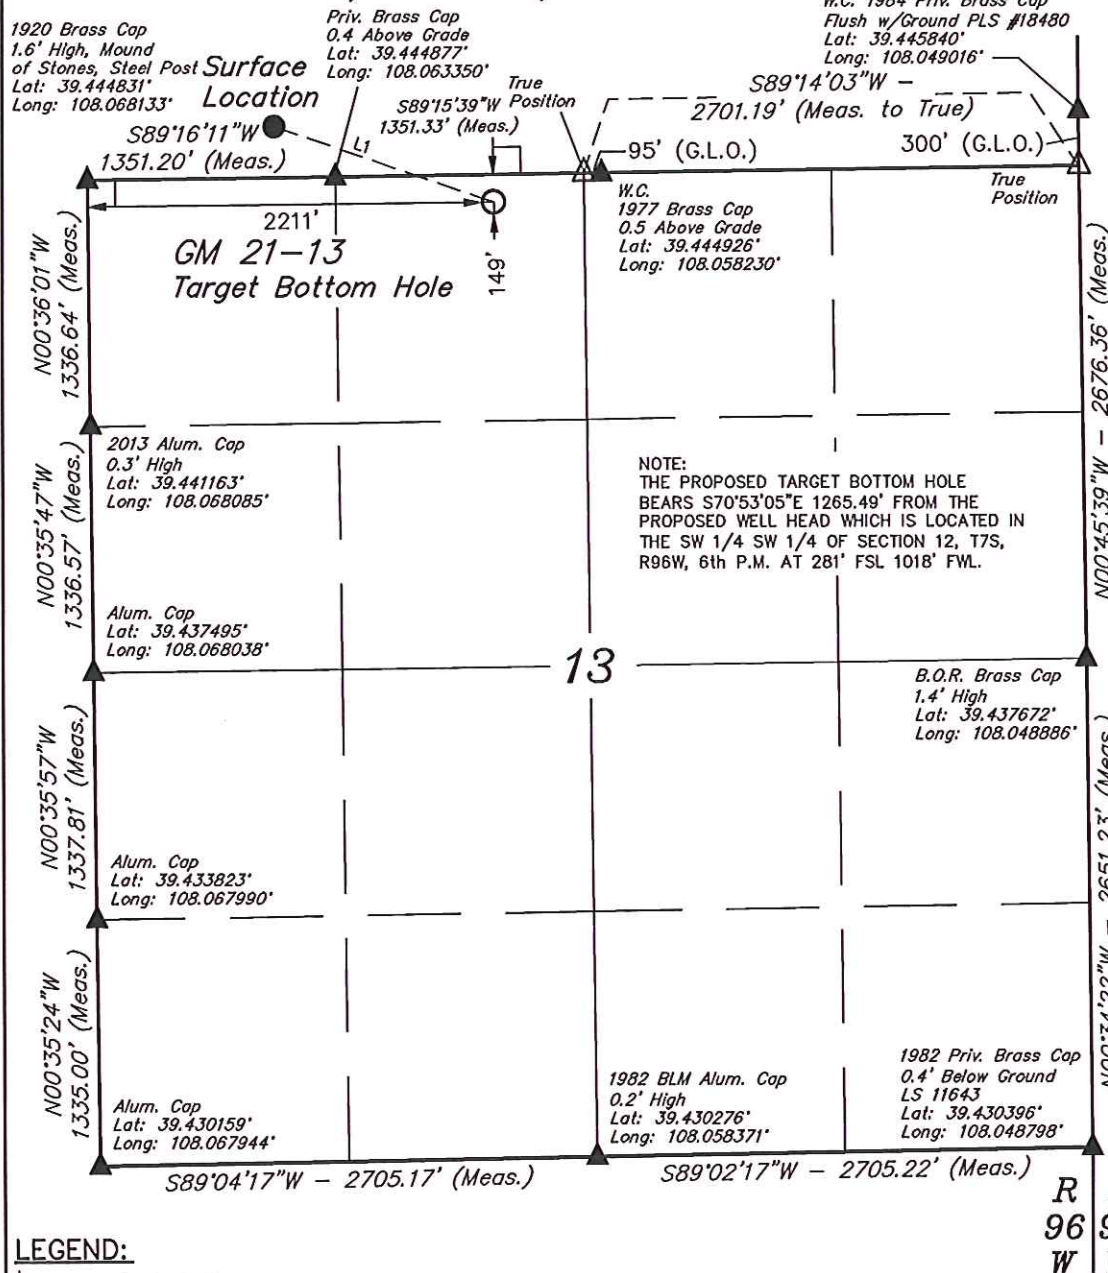 1920 Brass Cap
1.6' High, Mound
of Stones, Steel Post
Lat: 39.444831°
Long: 108.068133°
Surface
Location
Priv. Brass Cap
0.4 Above Grade
Lat: 39.444877°
Long: 108.063350°
W.C. 1984 Priv. Brass Cap
Flush w/Ground PLS #18480
Lat: 39.445840°
Long: 108.049016°
True
Position
S89°16'11"W
1351.20' (Meas.)
L1
S89°15'39"W
1351.33' (Meas.)
S89°14'03"W –
2701.19' (Meas. to True)
95' (G.L.O.)
300' (G.L.O.)
True
Position
2211'
GM 21-13
Target Bottom Hole
149'
W.C.
1977 Brass Cap
0.5 Above Grade
Lat: 39.444926°
Long: 108.058230°
N00°36'01"W
1336.64' (Meas.)
N00°45'39"W – 2676.36' (Meas.)
2013 Alum. Cap
0.3' High
Lat: 39.441163°
Long: 108.068085°
NOTE:
THE PROPOSED TARGET BOTTOM HOLE
BEARS S70°53'05"E 1265.49' FROM THE
PROPOSED WELL HEAD WHICH IS LOCATED IN
THE SW 1/4 SW 1/4 OF SECTION 12, T7S,
R96W, 6th P.M. AT 281' FSL 1018' FWL.
N00°35'47"W
1336.57' (Meas.)
Alum. Cap
Lat: 39.437495°
Long: 108.068038°
13
B.O.R. Brass Cap
1.4' High
Lat: 39.437672°
Long: 108.048886°
N00°35'57"W
1337.81' (Meas.)
N00°34'22"W – 2651.23' (Meas.)
Alum. Cap
Lat: 39.433823°
Long: 108.067990°
N00°35'24"W
1335.00' (Meas.)
Alum. Cap
Lat: 39.430159°
Long: 108.067944°
1982 BLM Alum. Cap
0.2' High
Lat: 39.430276°
Long: 108.058371°
1982 Priv. Brass Cap
0.4' Below Ground
LS 11643
Lat: 39.430396°
Long: 108.048798°
S89°04'17"W – 2705.17' (Meas.)
S89°02'17"W – 2705.22' (Meas.)
R
96
W
LEGEND: